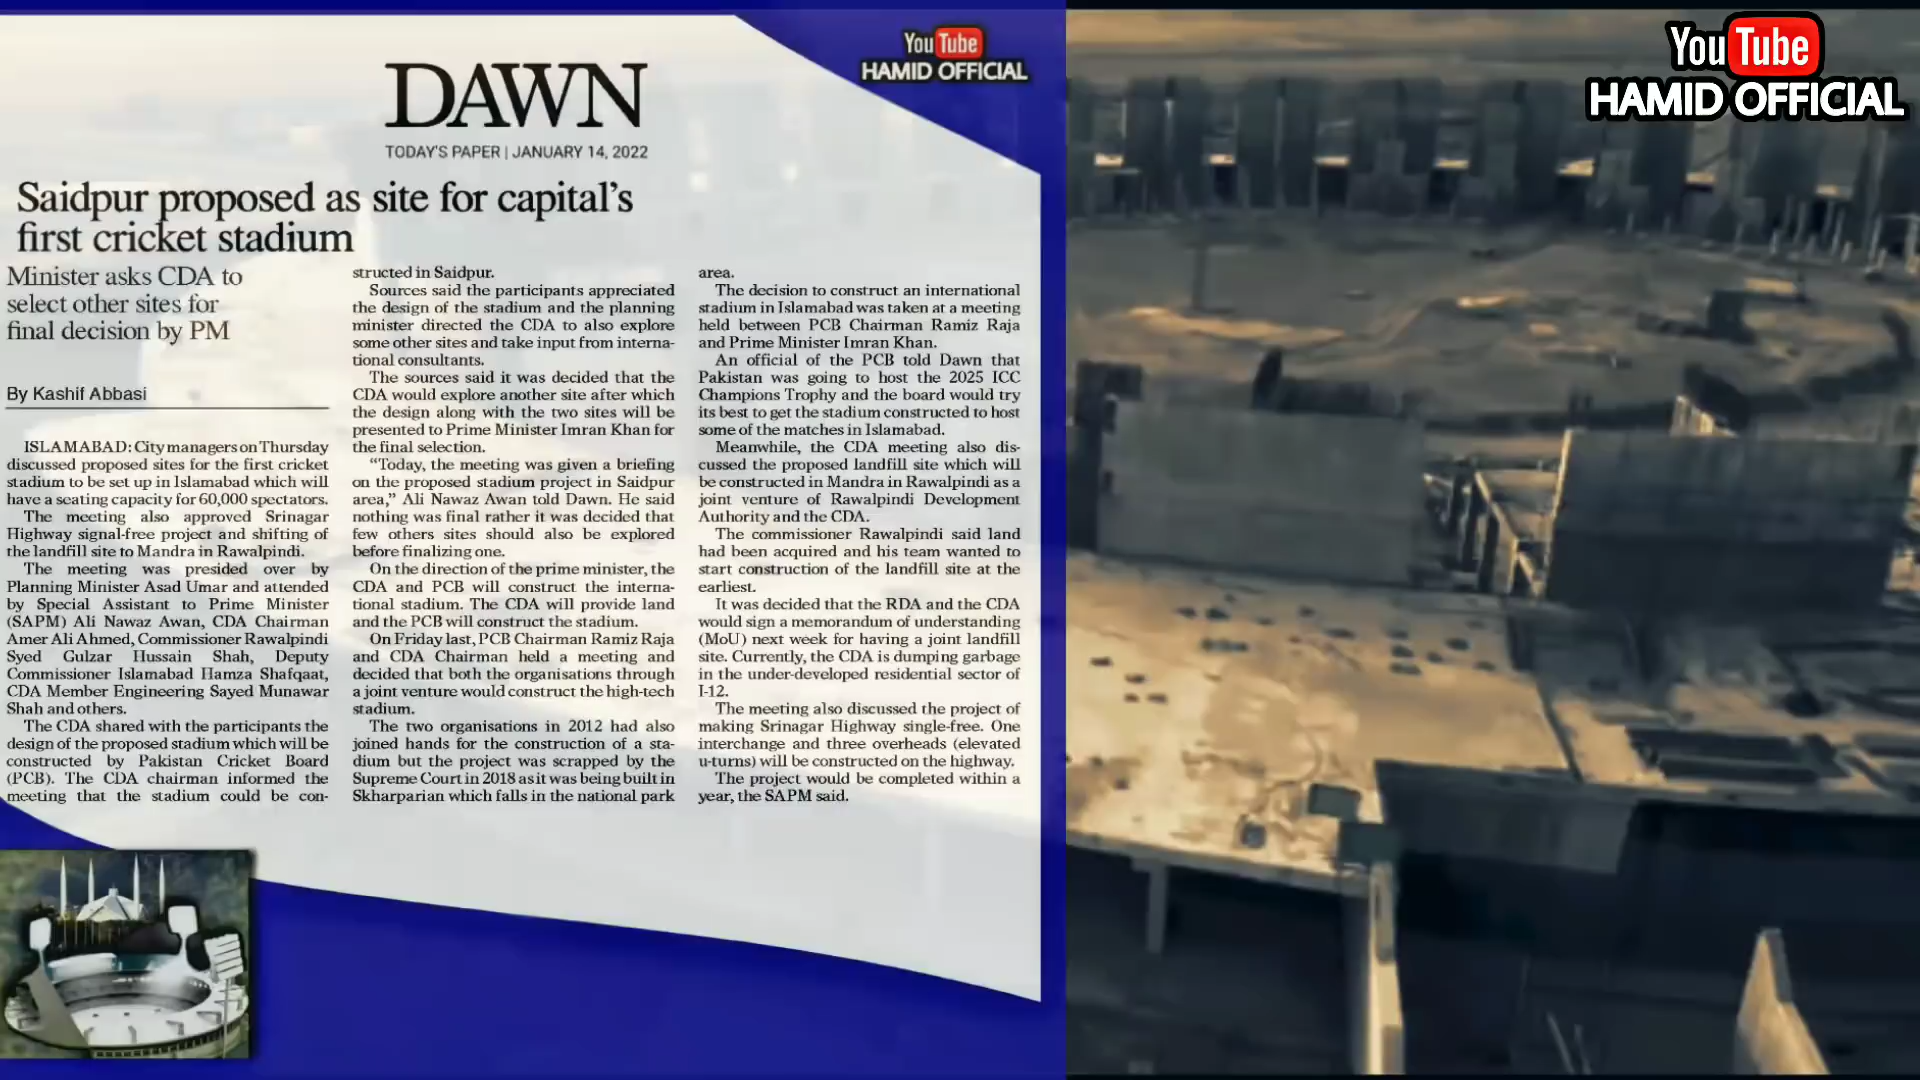 YouTube
HAMID OFFICIAL
YouTube
HAMID OFFICIAL
DAWN
TODAY'S PAPER | JANUARY 14, 2022
Saidpur proposed as site for capital's
first cricket stadium
Minister asks CDA to
select other sites for
final decision by PM
By Kashif Abbasi
ISLAMABAD: City managers on Thursday
discussed proposed sites for the first cricket
stadium to be set up in Islamabad which will
have a seating capacity for 60,000 spectators.
The meeting also approved Srinagar
Highway signal-free project and shifting of
the landfill site to Mandra in Rawalpindi.
The meeting was presided over by
Planning Minister Asad Umar and attended
by Special Assistant to Prime Minister
(SAPM) Ali Nawaz Awan, CDA Chairman
Amer Ali Ahmed, Commissioner Rawalpindi
Syed Gulzar Hussain Shah, Deputy
Commissioner Islamabad Hamza Shafqaat,
CDA Member Engineering Sayed Munawar
Shah and others.
The CDA shared with the participants the
design of the proposed stadium which will be
constructed by Pakistan Cricket Board
(PCB). The CDA chairman informed the
meeting that the stadium could be con-
structed in Saidpur.
Sources said the participants appreciated
the design of the stadium and the planning
minister directed the CDA to also explore
some other sites and take input from interna-
tional consultants.
The sources said it was decided that the
CDA would explore another site after which
the design along with the two sites will be
presented to Prime Minister Imran Khan for
the final selection.
“Today, the meeting was given a briefing
on the proposed stadium project in Saidpur
area,” Ali Nawaz Awan told Dawn. He said
nothing was final rather it was decided that
few others sites should also be explored
before finalizing one.
On the direction of the prime minister, the
CDA and PCB will construct the interna-
tional stadium. The CDA will provide land
and the PCB will construct the stadium.
On Friday last, PCB Chairman Ramiz Raja
and CDA Chairman held a meeting and
decided that both the organisations through
a joint venture would construct the high-tech
stadium.
The two organisations in 2012 had also
joined hands for the construction of a sta-
dium but the project was scrapped by the
Supreme Court in 2018 as it was being built in
Skharparian which falls in the national park
area.
The decision to construct an international
stadium in Islamabad was taken at a meeting
held between PCB Chairman Ramiz Raja
and Prime Minister Imran Khan.
An official of the PCB told Dawn that
Pakistan was going to host the 2025 ICC
Champions Trophy and the board would try
its best to get the stadium constructed to host
some of the matches in Islamabad.
Meanwhile, the CDA meeting also dis-
cussed the proposed landfill site which will
be constructed in Mandra in Rawalpindi as a
joint venture of Rawalpindi Development
Authority and the CDA.
The commissioner Rawalpindi said land
had been acquired and his team wanted to
start construction of the landfill site at the
earliest.
It was decided that the RDA and the CDA
would sign a memorandum of understanding
(MoU) next week for having a joint landfill
site. Currently, the CDA is dumping garbage
in the under-developed residential sector of
I-12.
The meeting also discussed the project of
making Srinagar Highway single-free. One
interchange and three overheads (elevated
u-turns) will be constructed on the highway.
The project would be completed within a
year, the SAPM said.